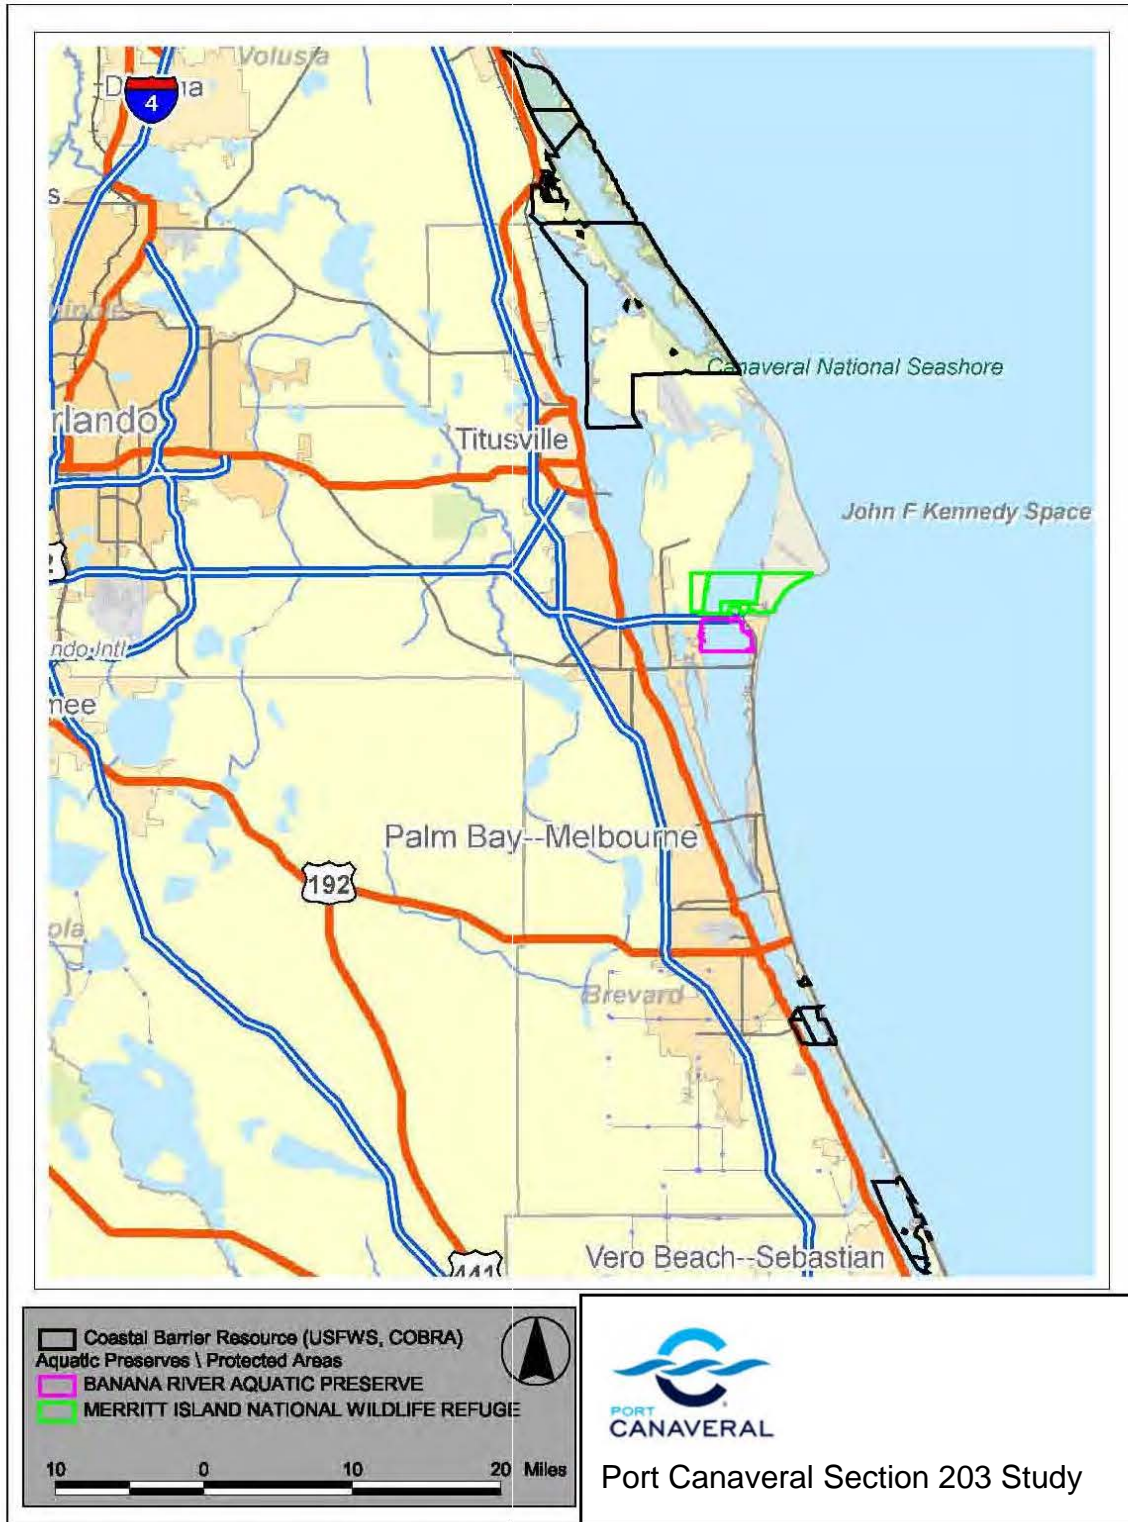 Volusia
4
Canaveral National Seashore
rlando
Titusville
John F Kennedy Space
ndo Intl
mee
Palm Bay--Melbourne
192
ola
Brevard
Vero Beach--Sebastian
441
Coastal Barrier Resource (USFWS, COBRA)
Aquatic Preserves \ Protected Areas
BANANA RIVER AQUATIC PRESERVE
MERRITT ISLAND NATIONAL WILDLIFE REFUGE
10 0 10 20 Miles
PORT
CANAVERAL
Port Canaveral Section 203 Study